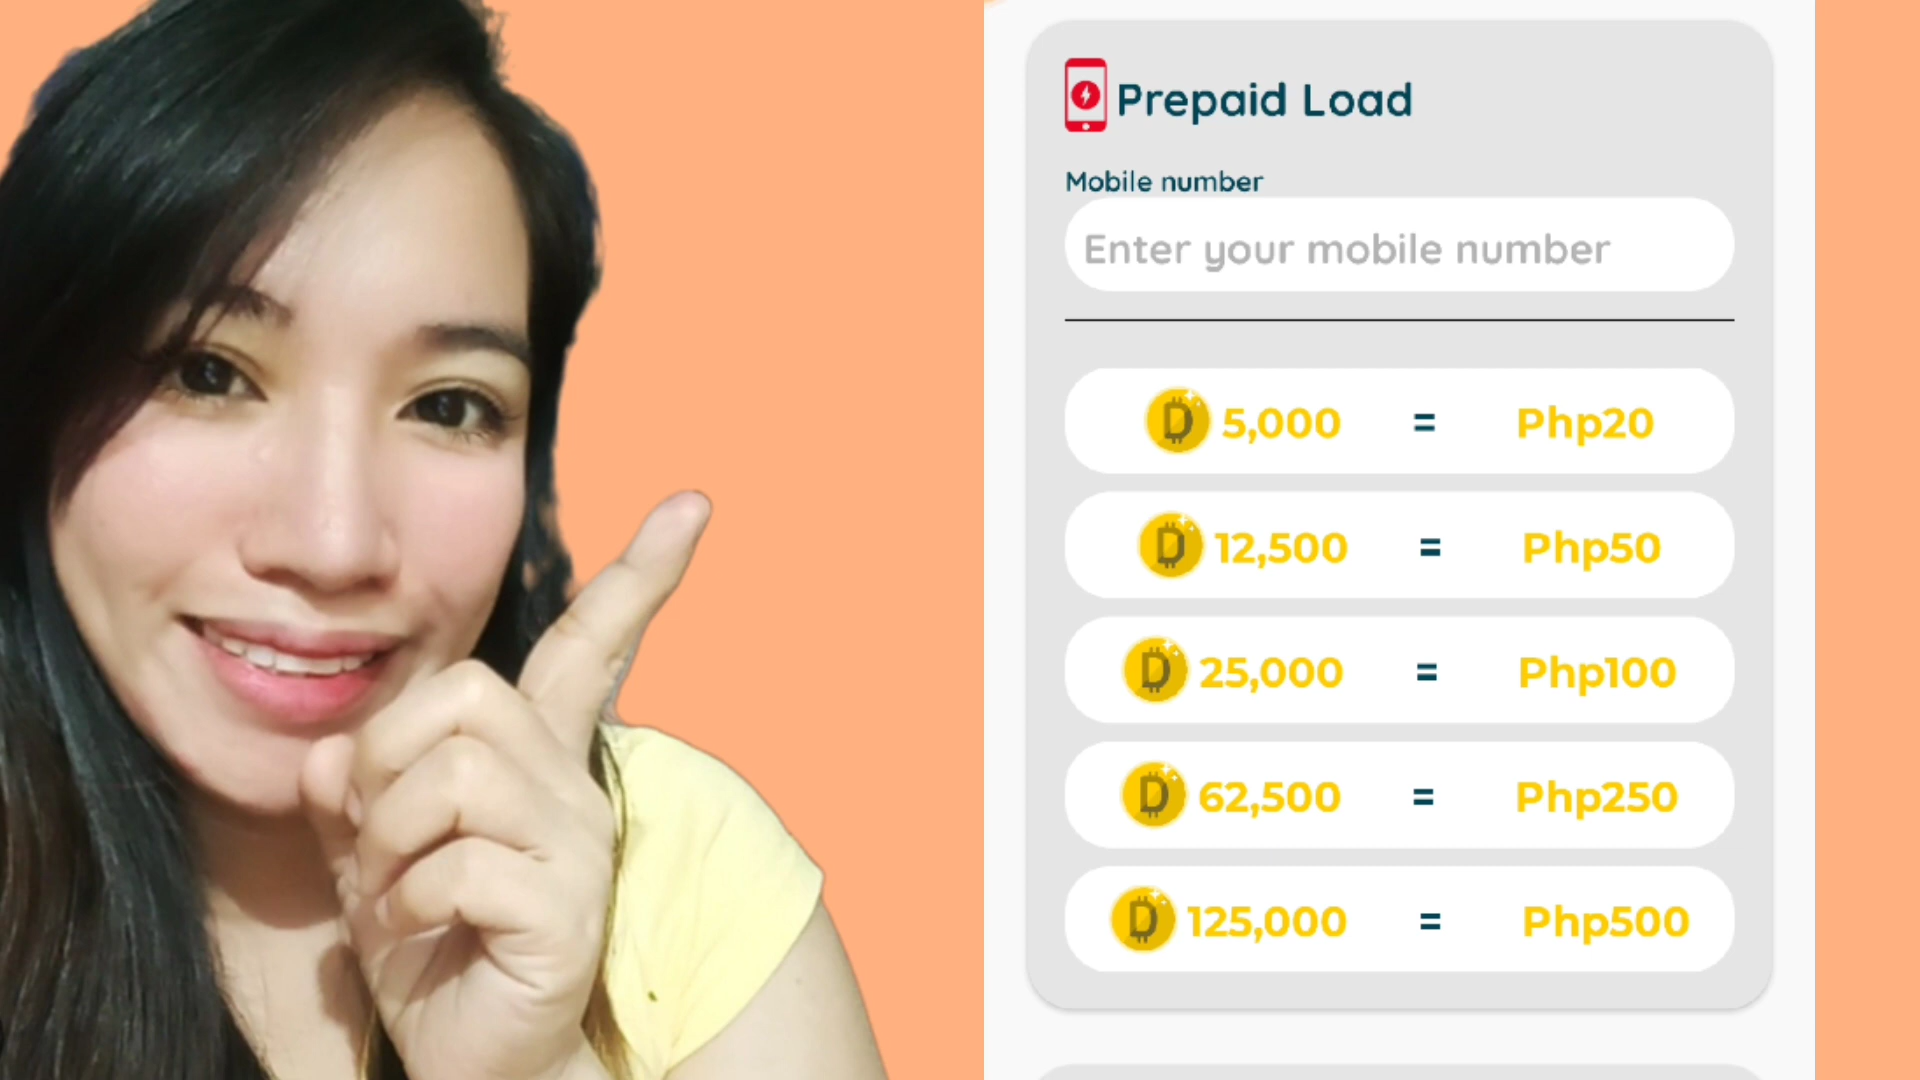 Prepaid Load
Mobile number
Enter your mobile number
5,000 = Php20
12,500 = Php50
25,000 = Php100
62,500 = Php250
125,000 = Php500